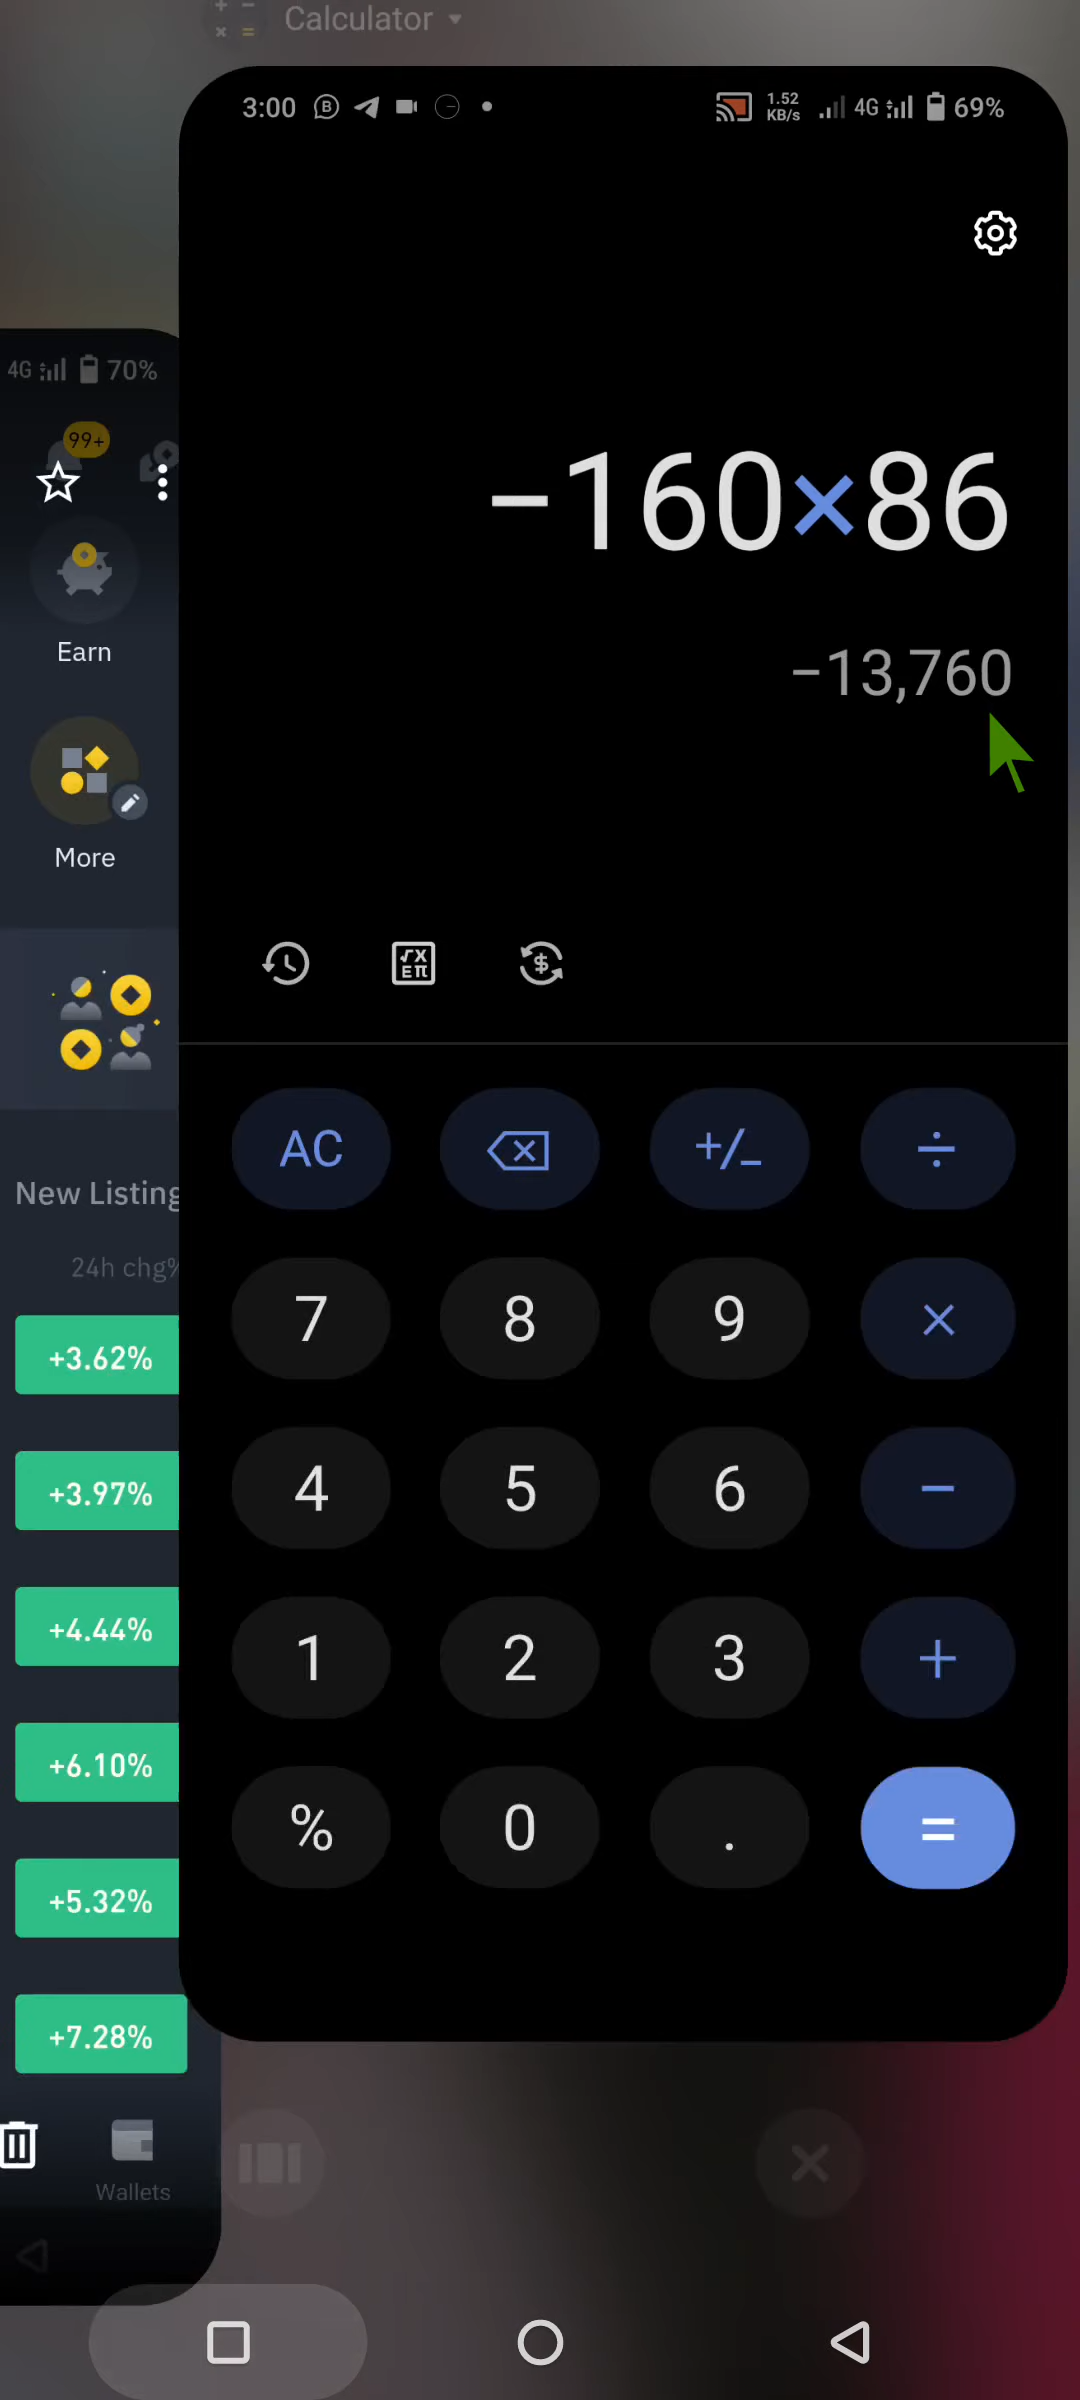 Calculator
3:00
1.52 KB/s 4G 69%
−160×86
−13,760
AC +/− ÷
7 8 9 ×
4 5 6 −
1 2 3 +
% 0 . =
4G 70%
99+
Earn
More
New Listing
24h chg%
+3.62%
+3.97%
+4.44%
+6.10%
+5.32%
+7.28%
Wallets